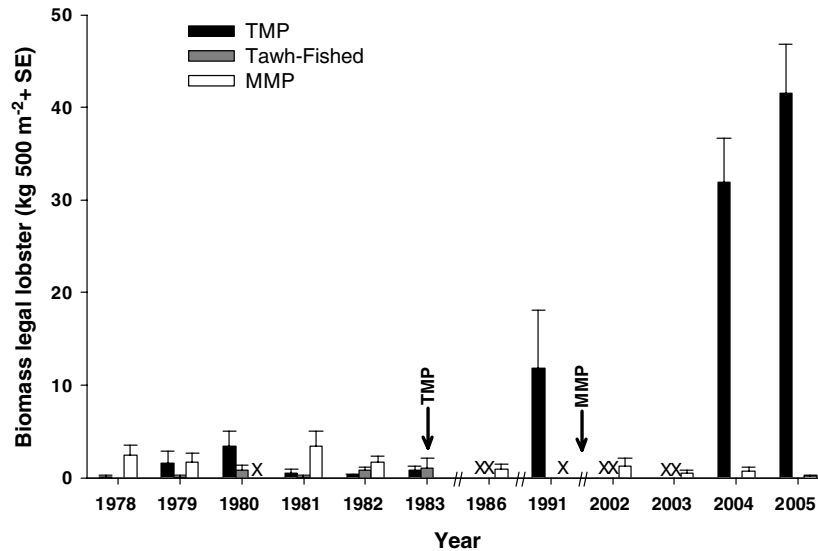 Biomass legal lobster (kg 500 m-2+ SE)
50
40
30
20
10
0
TMP
Tawh-Fished
MMP
TMP
MMP
X
XX
X
XX
XX
1978 1979 1980 1981 1982 1983 1986 1991 2002 2003 2004 2005
Year